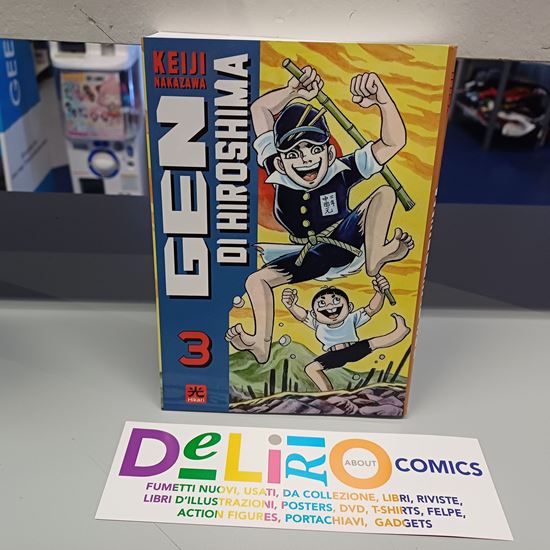 KEIJI
NAKAZAWA
GEN
DI HIROSHIMA
3
光
Hikari
DeLiRiO
ABOUT
COMICS
FUMETTI NUOVI, USATI, DA COLLEZIONE, LIBRI, RIVISTE,
LIBRI D'ILLUSTRAZIONI, POSTERS, DVD, T-SHIRTS, FELPE,
ACTION FIGURES, PORTACHIAVI, GADGETS